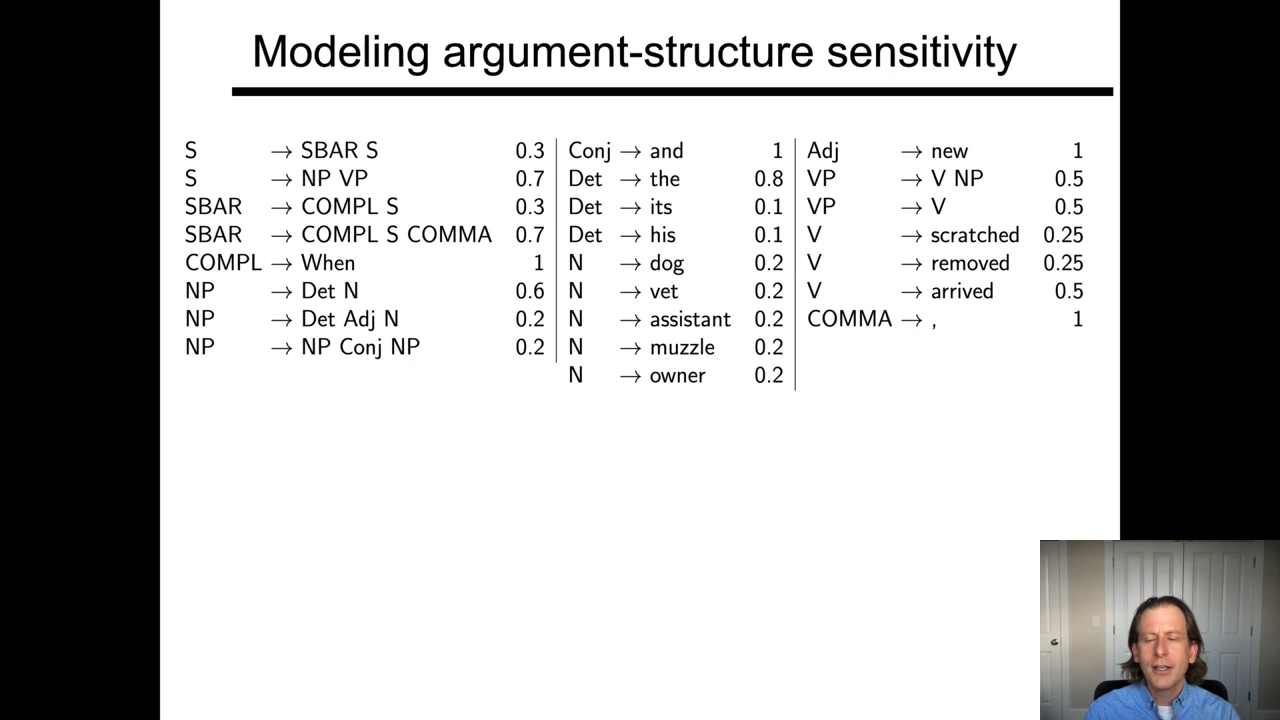 Modeling argument-structure sensitivity
S → SBAR S 0.3
S → NP VP 0.7
SBAR → COMPL S 0.3
SBAR → COMPL S COMMA 0.7
COMPL → When 1
NP → Det N 0.6
NP → Det Adj N 0.2
NP → NP Conj NP 0.2
Conj → and 1
Det → the 0.8
Det → its 0.1
Det → his 0.1
N → dog 0.2
N → vet 0.2
N → assistant 0.2
N → muzzle 0.2
N → owner 0.2
Adj → new 1
VP → V NP 0.5
VP → V 0.5
V → scratched 0.25
V → removed 0.25
V → arrived 0.5
COMMA → , 1